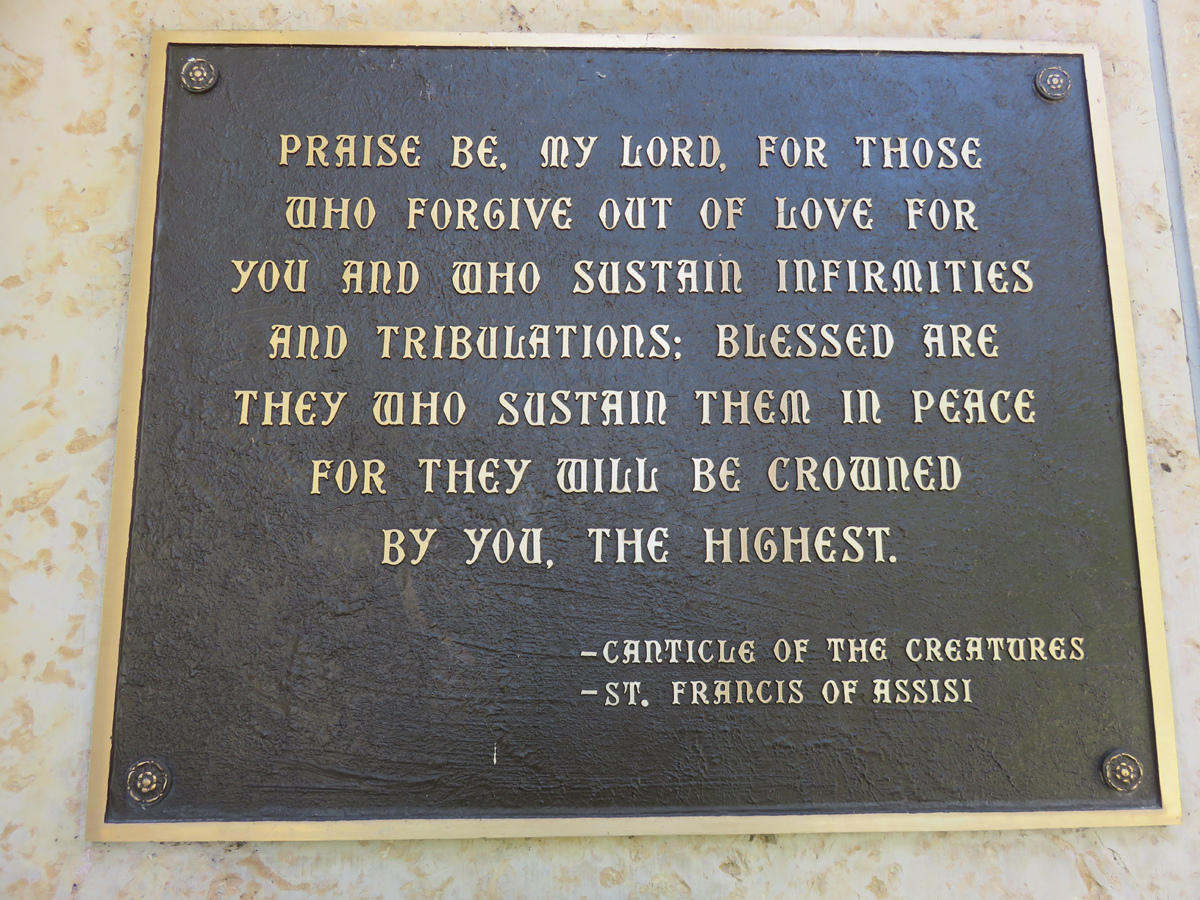 PRAISE BE, MY LORD, FOR THOSE
WHO FORGIVE OUT OF LOVE FOR
YOU AND WHO SUSTAIN INFIRMITIES
AND TRIBULATIONS; BLESSED ARE
THEY WHO SUSTAIN THEM IN PEACE
FOR THEY WILL BE CROWNED
BY YOU, THE HIGHEST.
–CANTICLE OF THE CREATURES
–ST. FRANCIS OF ASSISI